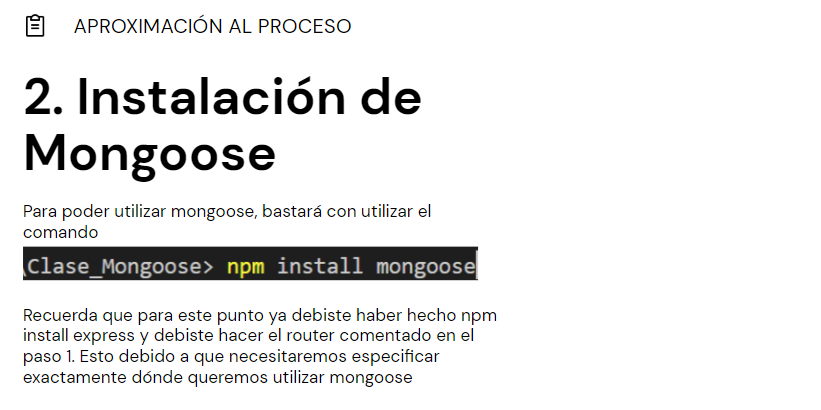 APROXIMACIÓN AL PROCESO
2. Instalación de
Mongoose
Para poder utilizar mongoose, bastará con utilizar el
comando
\Clase_Mongoose> npm install mongoose
Recuerda que para este punto ya debiste haber hecho npm
install express y debiste hacer el router comentado en el
paso 1. Esto debido a que necesitaremos especificar
exactamente dónde queremos utilizar mongoose